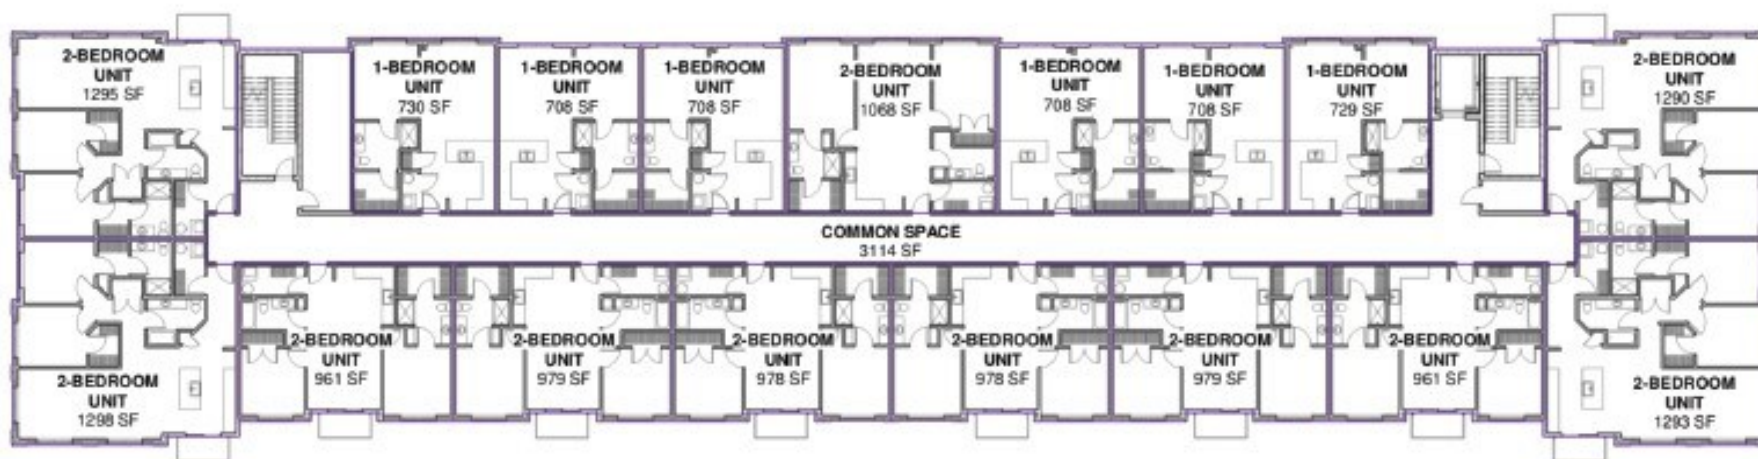 2-BEDROOM
UNIT
1295 SF
1-BEDROOM
UNIT
730 SF
1-BEDROOM
UNIT
708 SF
1-BEDROOM
UNIT
708 SF
2-BEDROOM
UNIT
1068 SF
1-BEDROOM
UNIT
708 SF
1-BEDROOM
UNIT
708 SF
1-BEDROOM
UNIT
729 SF
2-BEDROOM
UNIT
1290 SF
COMMON SPACE
3114 SF
2-BEDROOM
UNIT
1298 SF
2-BEDROOM
UNIT
961 SF
2-BEDROOM
UNIT
979 SF
2-BEDROOM
UNIT
978 SF
2-BEDROOM
UNIT
978 SF
2-BEDROOM
UNIT
979 SF
2-BEDROOM
UNIT
961 SF
2-BEDROOM
UNIT
1293 SF